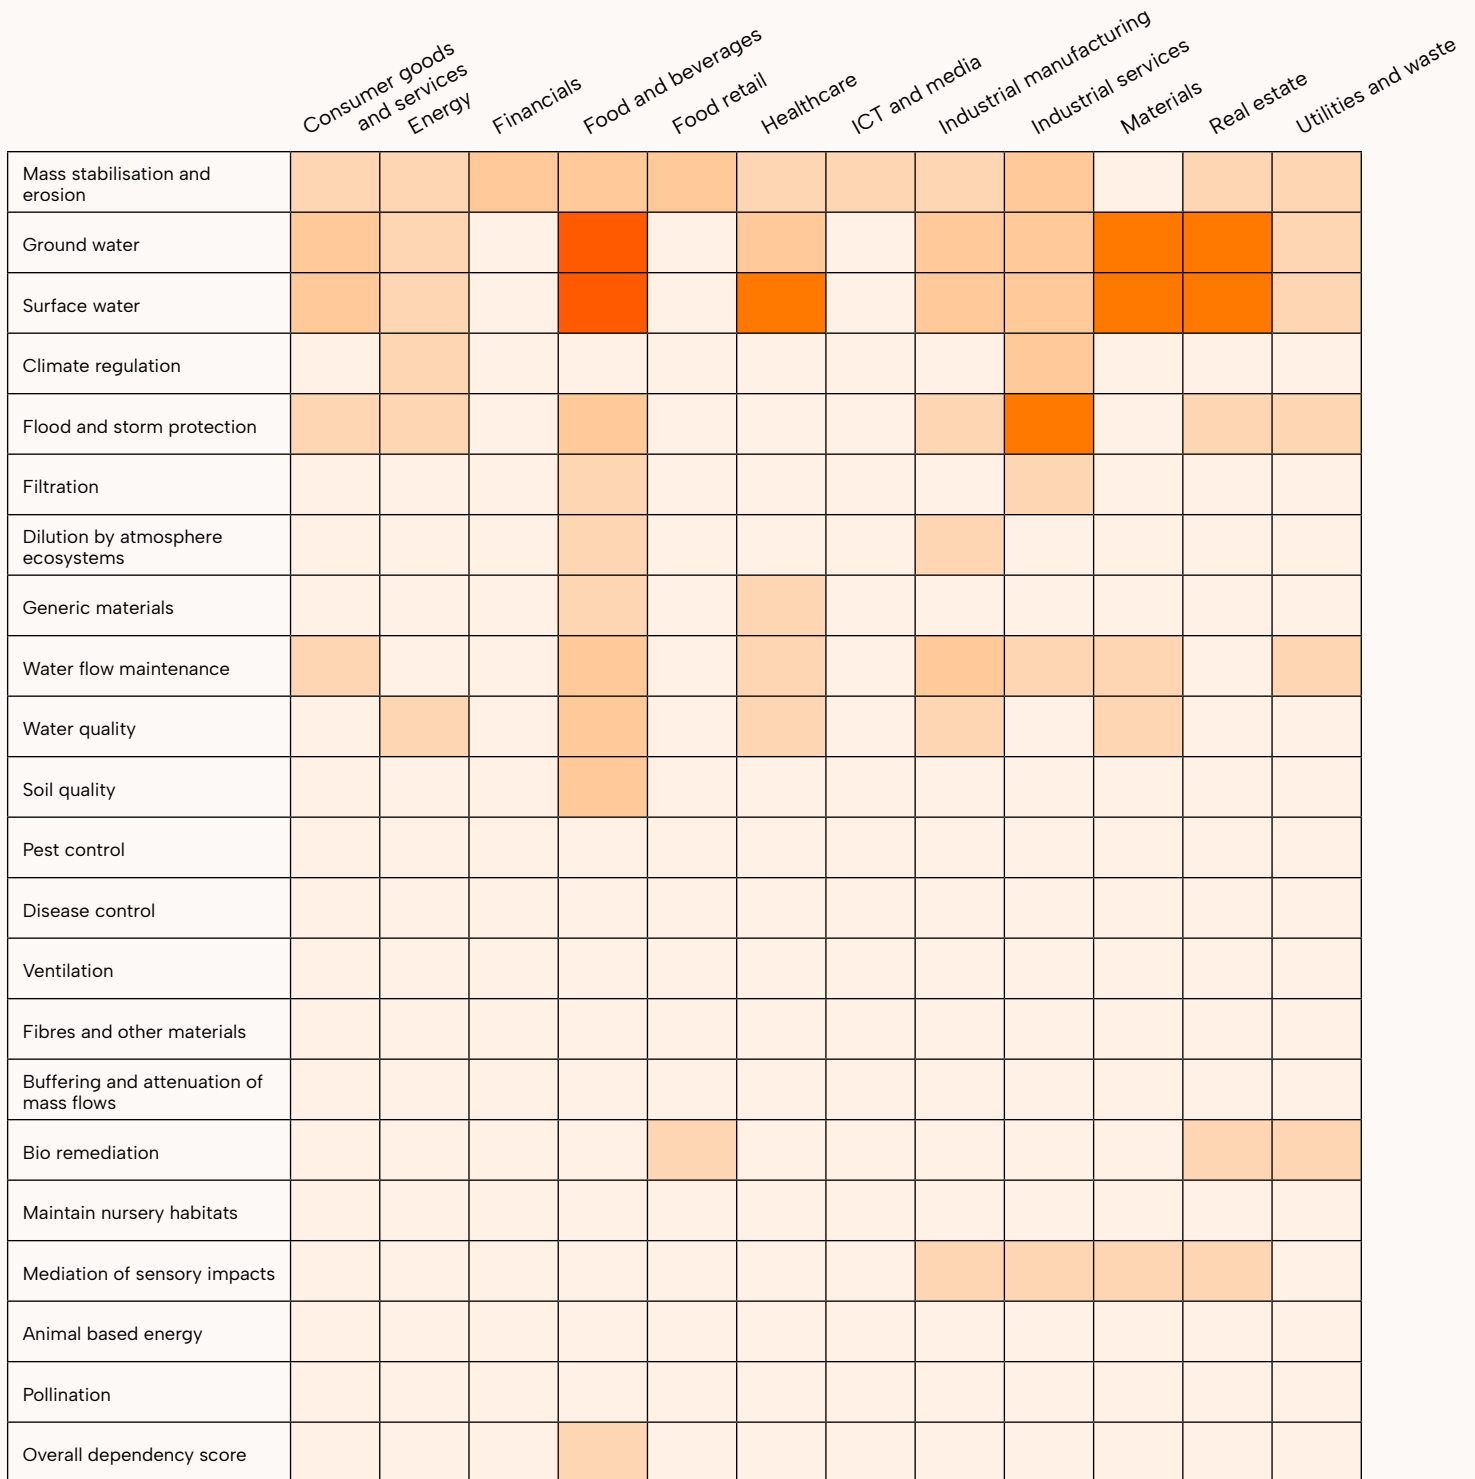 Consumer goods
and services
Energy
Financials
Food and beverages
Food retail
Healthcare
ICT and media
Industrial manufacturing
Industrial services
Materials
Real estate
Utilities and waste
Mass stabilisation and
erosion
Ground water
Surface water
Climate regulation
Flood and storm protection
Filtration
Dilution by atmosphere
ecosystems
Generic materials
Water flow maintenance
Water quality
Soil quality
Pest control
Disease control
Ventilation
Fibres and other materials
Buffering and attenuation of
mass flows
Bio remediation
Maintain nursery habitats
Mediation of sensory impacts
Animal based energy
Pollination
Overall dependency score